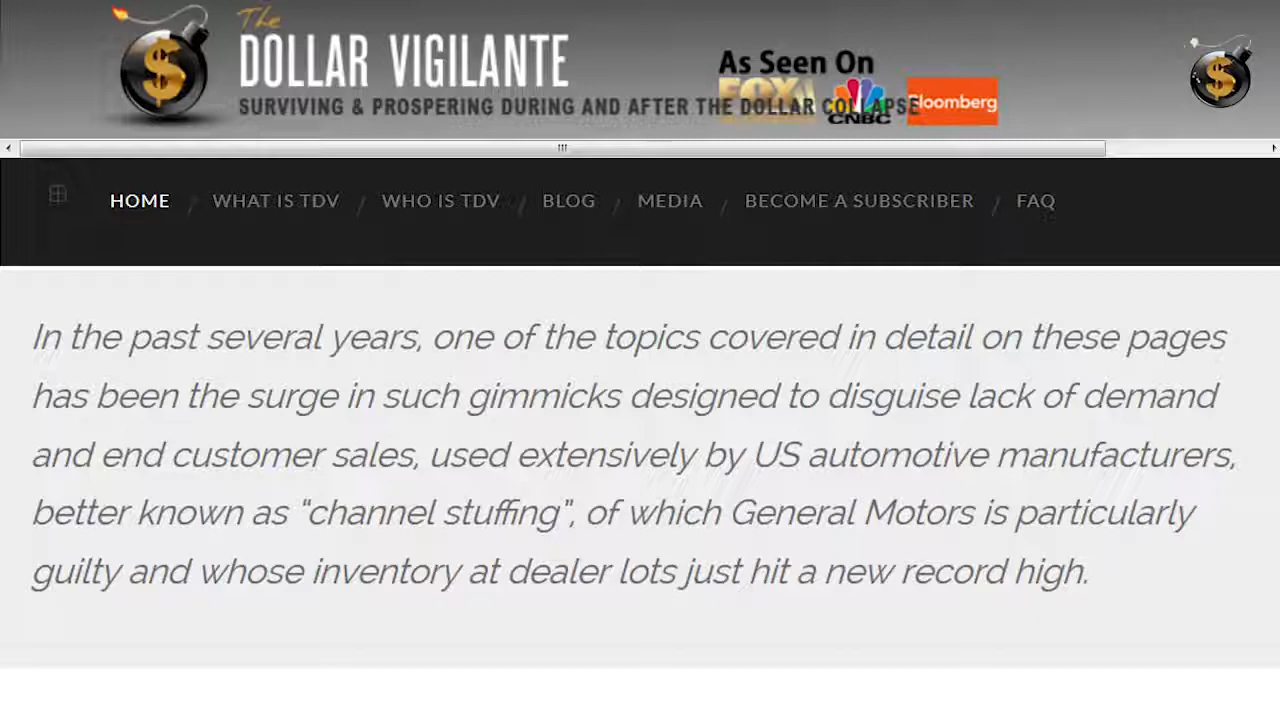 The
DOLLAR VIGILANTE
As Seen On
SURVIVING & PROSPERING DURING AND AFTER THE DOLLAR COLLAPSE
FOX
CNBC
Bloomberg
$
$
HOME / WHAT IS TDV / WHO IS TDV / BLOG / MEDIA / BECOME A SUBSCRIBER / FAQ
In the past several years, one of the topics covered in detail on these pages
has been the surge in such gimmicks designed to disguise lack of demand
and end customer sales, used extensively by US automotive manufacturers,
better known as "channel stuffing", of which General Motors is particularly
guilty and whose inventory at dealer lots just hit a new record high.